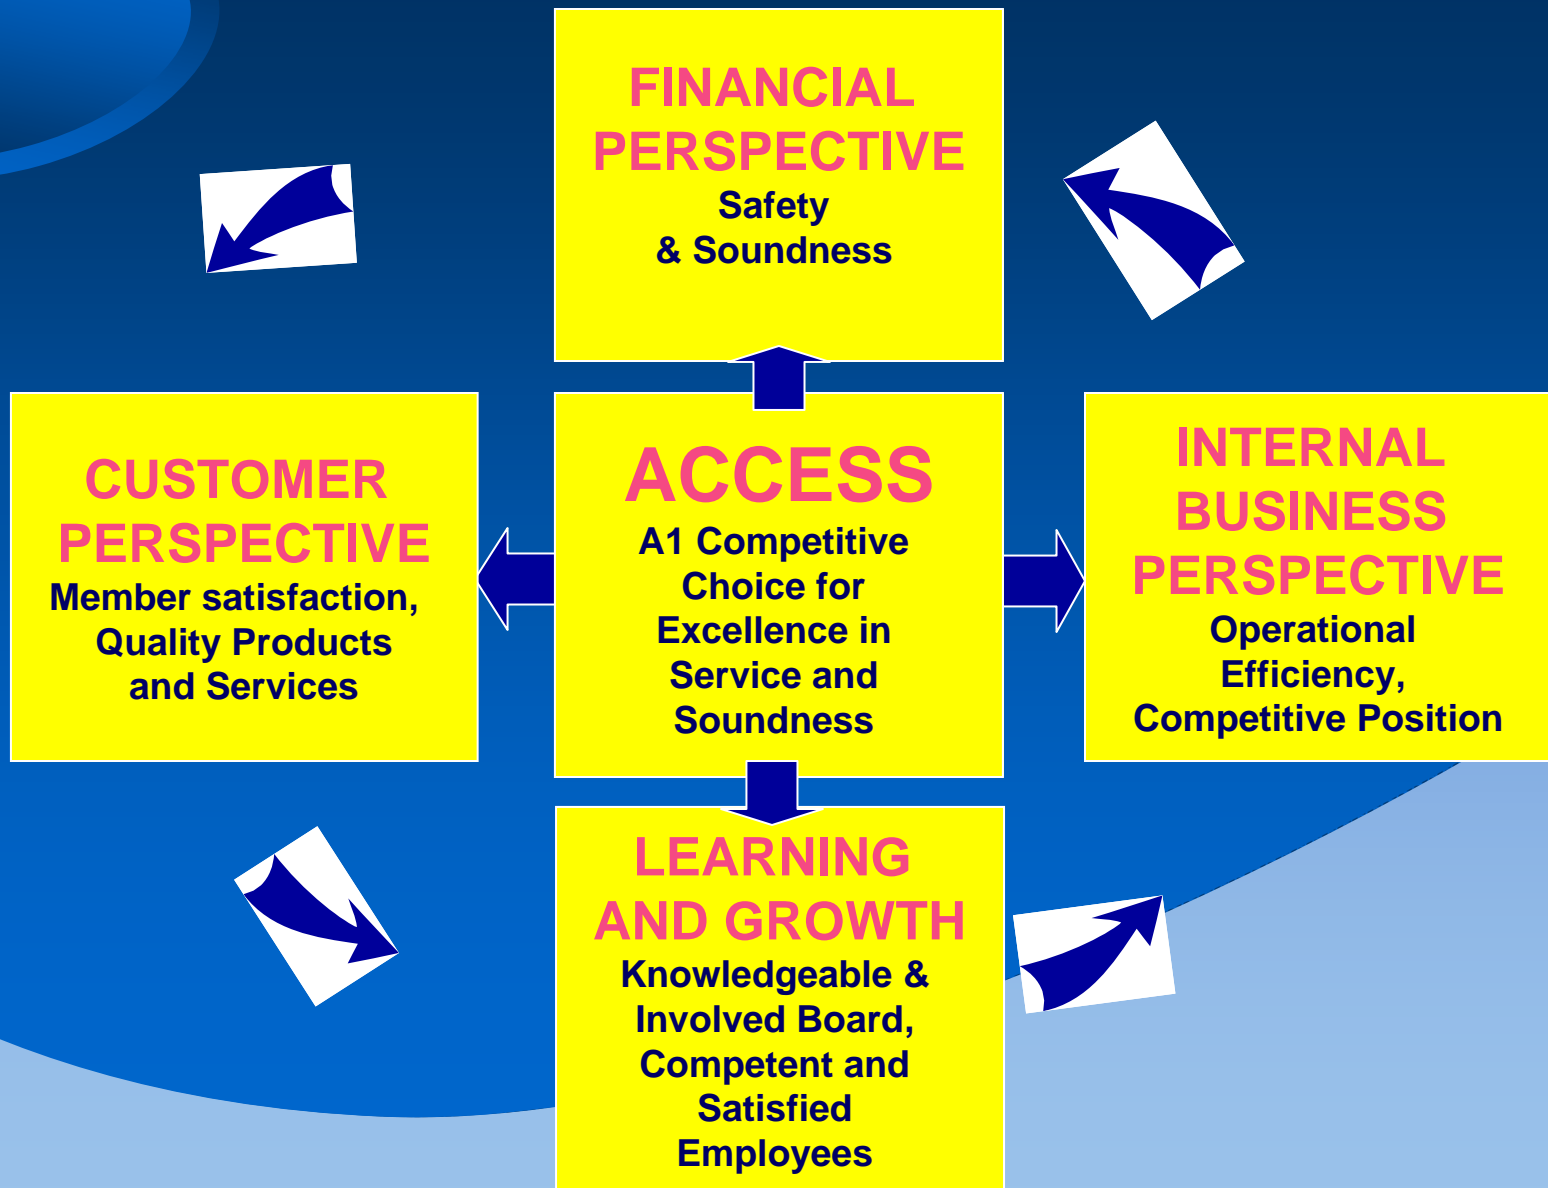 FINANCIAL
PERSPECTIVE
Safety
& Soundness
CUSTOMER
PERSPECTIVE
Member satisfaction,
Quality Products
and Services
ACCESS
A1 Competitive
Choice for
Excellence in
Service and
Soundness
INTERNAL
BUSINESS
PERSPECTIVE
Operational
Efficiency,
Competitive Position
LEARNING
AND GROWTH
Knowledgeable &
Involved Board,
Competent and
Satisfied
Employees